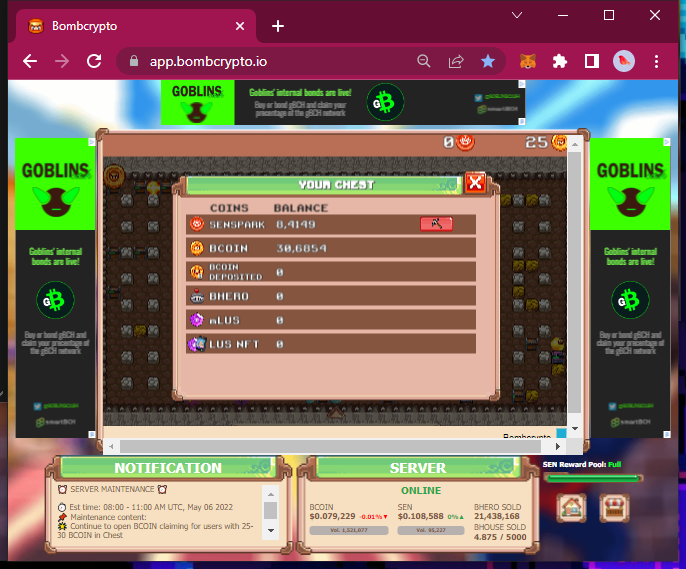 Bombcrypto
app.bombcrypto.io
GOBLINS
Goblins' internal bonds are live!
Buy or bond gBCH and claim your
precentage of the gBCH network
smartBCH
GOBLINS
Goblins' internal
bonds are live!
Buy or bond gBCH and
claim your precentage of
the gBCH network
smartBCH
0
25
YOUR CHEST
COINS BALANCE
SENSPARK 8,4149
BCOIN 30,6854
BCOIN
DEPOSITED 0
BHERO 0
mLUS 0
LUS NFT 0
Bombcrypto
GOBLINS
Goblins' internal
bonds are live!
Buy or bond gBCH and
claim your precentage of
the gBCH network
smartBCH
NOTIFICATION
SERVER MAINTENANCE
Est time: 08:00 - 11:00 AM UTC, May 06 2022
Maintenance content:
Continue to open BCOIN claiming for users with 25-
30 BCOIN in Chest
SERVER
ONLINE
BCOIN
$0.079,229 -0.01%▼
Vol. 1,521,077
SEN
$0.108,588 0%▲
Vol. 95,237
BHERO SOLD
21,438,168
BHOUSE SOLD
4.875 / 5000
SEN Reward Pool: Full